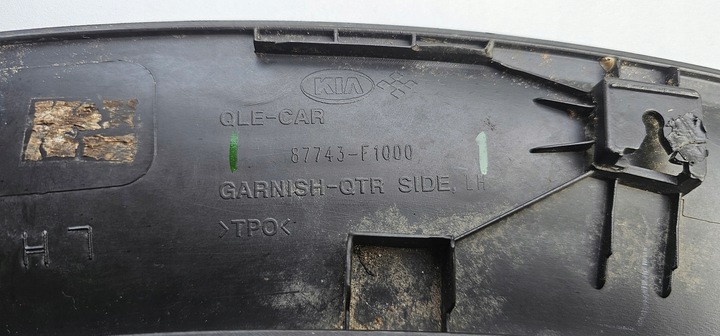 KIA
QLE-CAR
87743-F1000
GARNISH-QTR SIDE, LH
>TPO<
LH